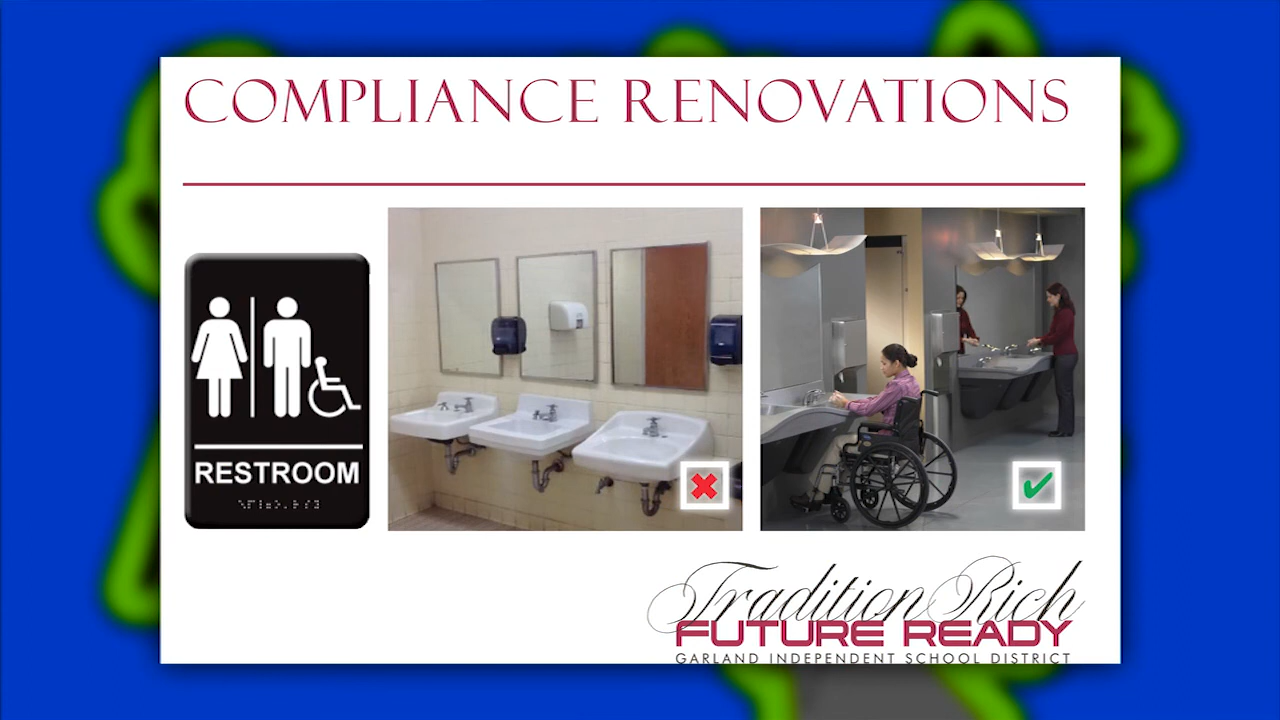 COMPLIANCE RENOVATIONS
RESTROOM
Tradition Rich
FUTURE READY
GARLAND INDEPENDENT SCHOOL DISTRICT